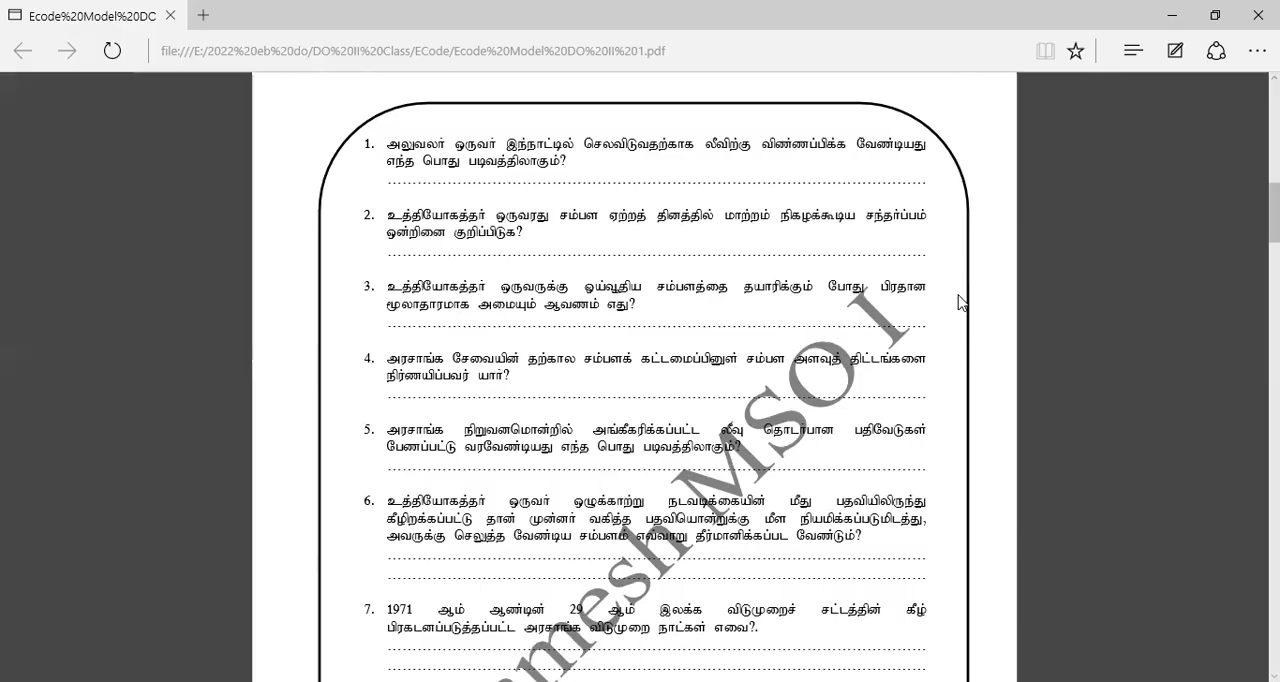 Ecode%20Model%20DO
file:///E:/2022%20eb%20do/DO%20II%20Class/ECode/Ecode%20Model%20DO%20II%201.pdf
1. அலுவலர் ஒருவர் இந்நாட்டில் செலவிடுவதற்காக லீவிற்கு விண்ணப்பிக்க வேண்டியது
எந்த பொது படிவத்திலாகும்?
2. உத்தியோகத்தர் ஒருவரது சம்பள ஏற்றத் தினத்தில் மாற்றம் நிகழக்கூடிய சந்தர்ப்பம்
ஒன்றினை குறிப்பிடுக?
3. உத்தியோகத்தர் ஒருவருக்கு ஓய்வூதிய சம்பளத்தை தயாரிக்கும் போது பிரதான
மூலாதாரமாக அமையும் ஆவணம் எது?
4. அரசாங்க சேவையின் தற்கால சம்பளக் கட்டமைப்பினுள் சம்பள அளவுத் திட்டங்களை
நிர்ணயிப்பவர் யார்?
5. அரசாங்க நிறுவனமொன்றில் அங்கீகரிக்கப்பட்ட லீவு தொடர்பான பதிவேடுகள்
பேணப்பட்டு வரவேண்டியது எந்த பொது படிவத்திலாகும்?
6. உத்தியோகத்தர் ஒருவர் ஒழுக்காற்று நடவடிக்கையின் மீது பதவியிலிருந்து
கீழிறக்கப்பட்டு தான் முன்னர் வகித்த பதவியொன்றுக்கு மீள நியமிக்கப்படுமிடத்து,
அவருக்கு செலுத்த வேண்டிய சம்பளம் எவ்வாறு தீர்மானிக்கப்பட வேண்டும்?
7. 1971 ஆம் ஆண்டின் 29 ஆம் இலக்க விடுமுறைச் சட்டத்தின் கீழ்
பிரகடனப்படுத்தப்பட்ட அரசாங்க விடுமுறை நாட்கள் எவை?.
mesh MSO I